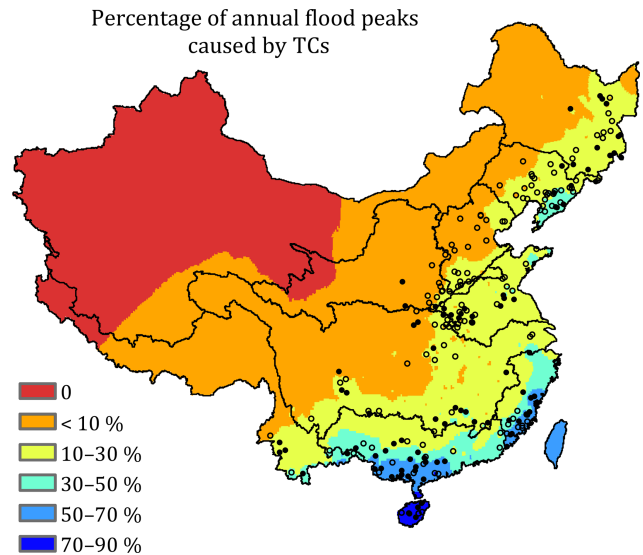 Percentage of annual flood peaks
caused by TCs
0
< 10 %
10–30 %
30–50 %
50–70 %
70–90 %